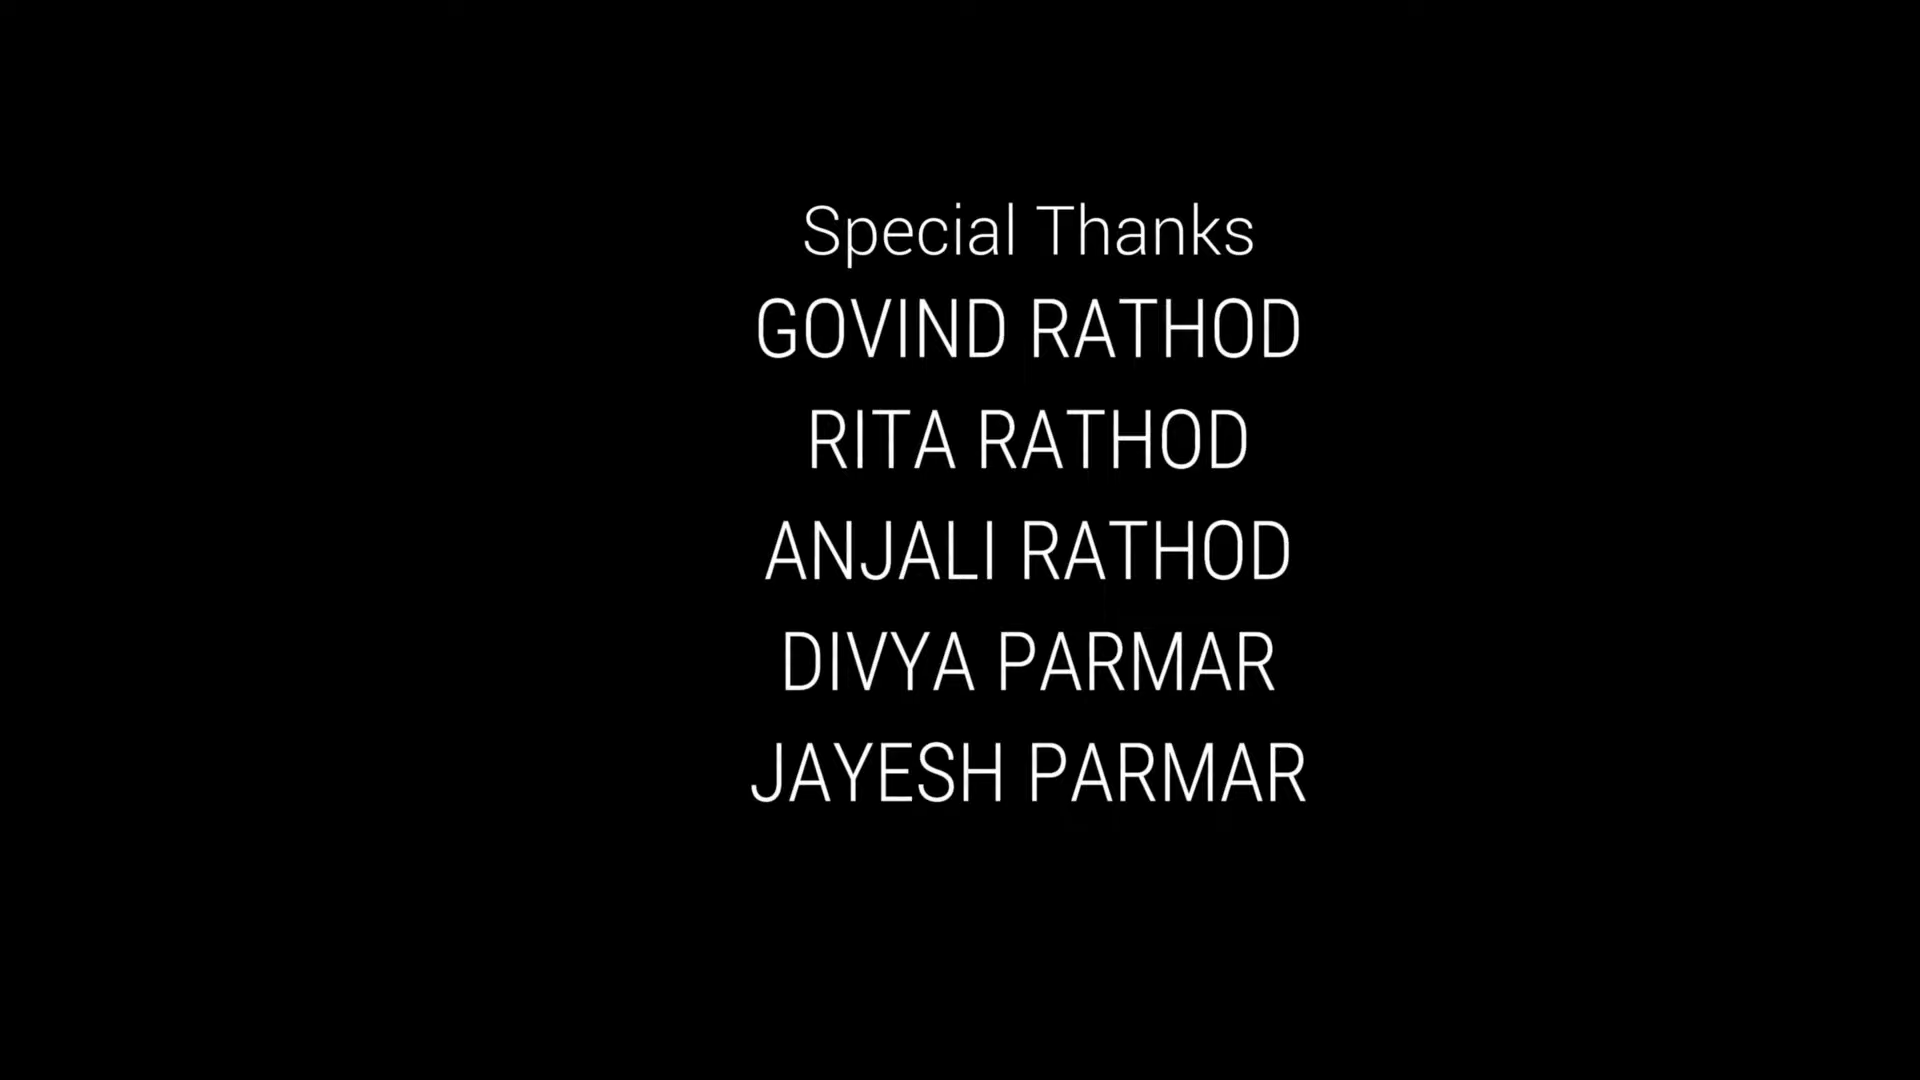 Special Thanks
GOVIND RATHOD
RITA RATHOD
ANJALI RATHOD
DIVYA PARMAR
JAYESH PARMAR